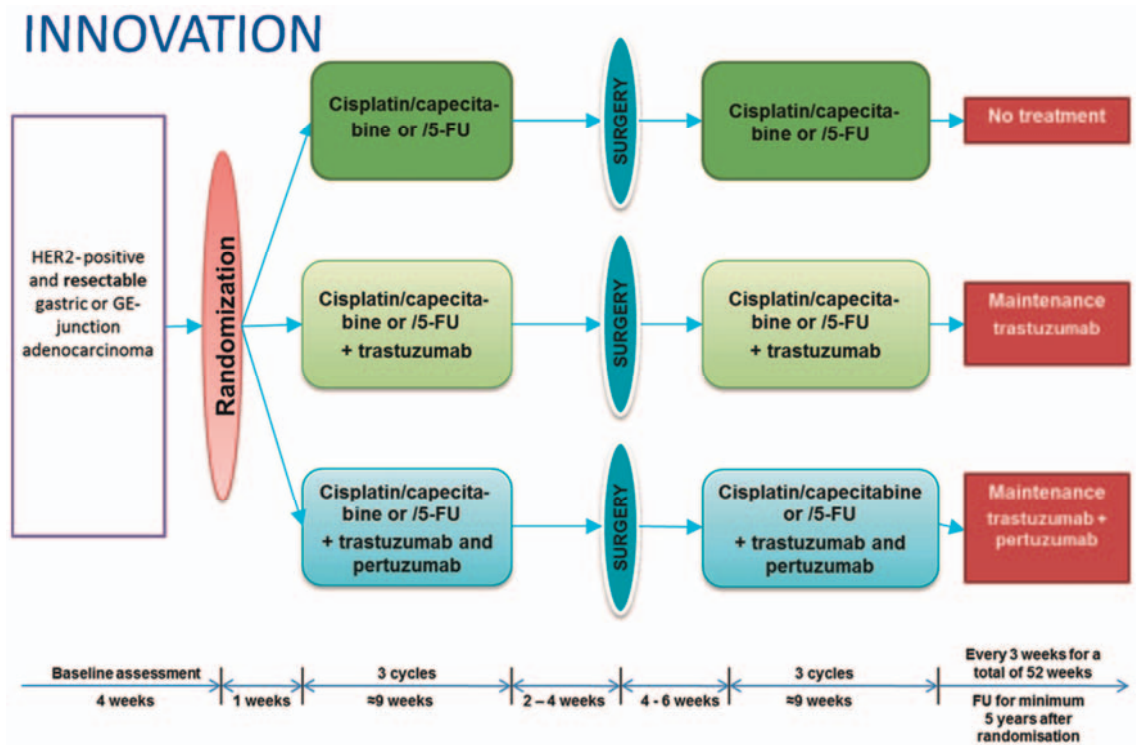 INNOVATION
HER2-positive
and resectable
gastric or GE-
junction
adenocarcinoma
Randomization
Cisplatin/capecita-
bine or /5-FU
SURGERY
Cisplatin/capecita-
bine or /5-FU
No treatment
Cisplatin/capecita-
bine or /5-FU
+ trastuzumab
SURGERY
Cisplatin/capecita-
bine or /5-FU
+ trastuzumab
Maintenance
trastuzumab
Cisplatin/capecita-
bine or /5-FU
+ trastuzumab and
pertuzumab
SURGERY
Cisplatin/capecitabine
or /5-FU
+ trastuzumab and
pertuzumab
Maintenance
trastuzumab +
pertuzumab
Baseline assessment
4 weeks
1 weeks
3 cycles
≈9 weeks
2 – 4 weeks
4 - 6 weeks
3 cycles
≈9 weeks
Every 3 weeks for a
total of 52 weeks
FU for minimum
5 years after
randomisation